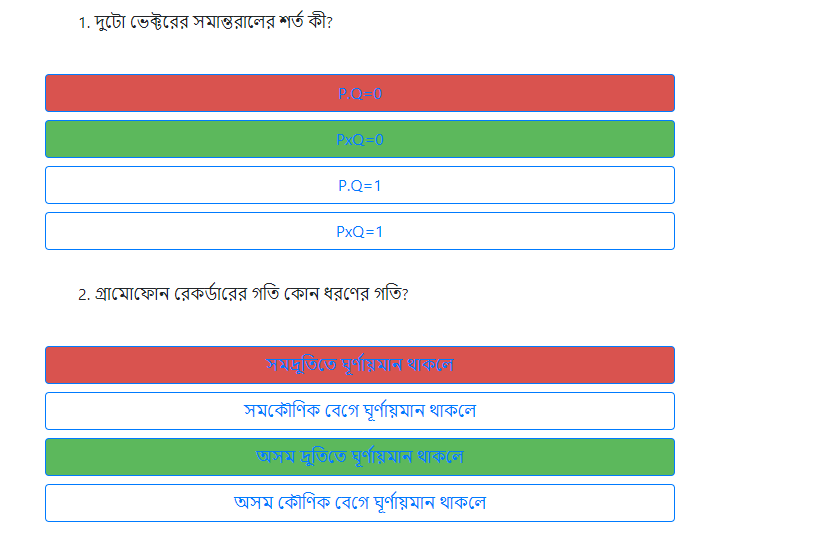 1. দুটো ভেক্টরের সমান্তরালের শর্ত কী?
P.Q=0
PxQ=0
P.Q=1
PxQ=1
2. গ্রামোফোন রেকর্ডারের গতি কোন ধরণের গতি?
সমদ্রুতিতে ঘূর্ণায়মান থাকলে
সমকৌণিক বেগে ঘূর্ণায়মান থাকলে
অসম দ্রুতিতে ঘূর্ণায়মান থাকলে
অসম কৌণিক বেগে ঘূর্ণায়মান থাকলে